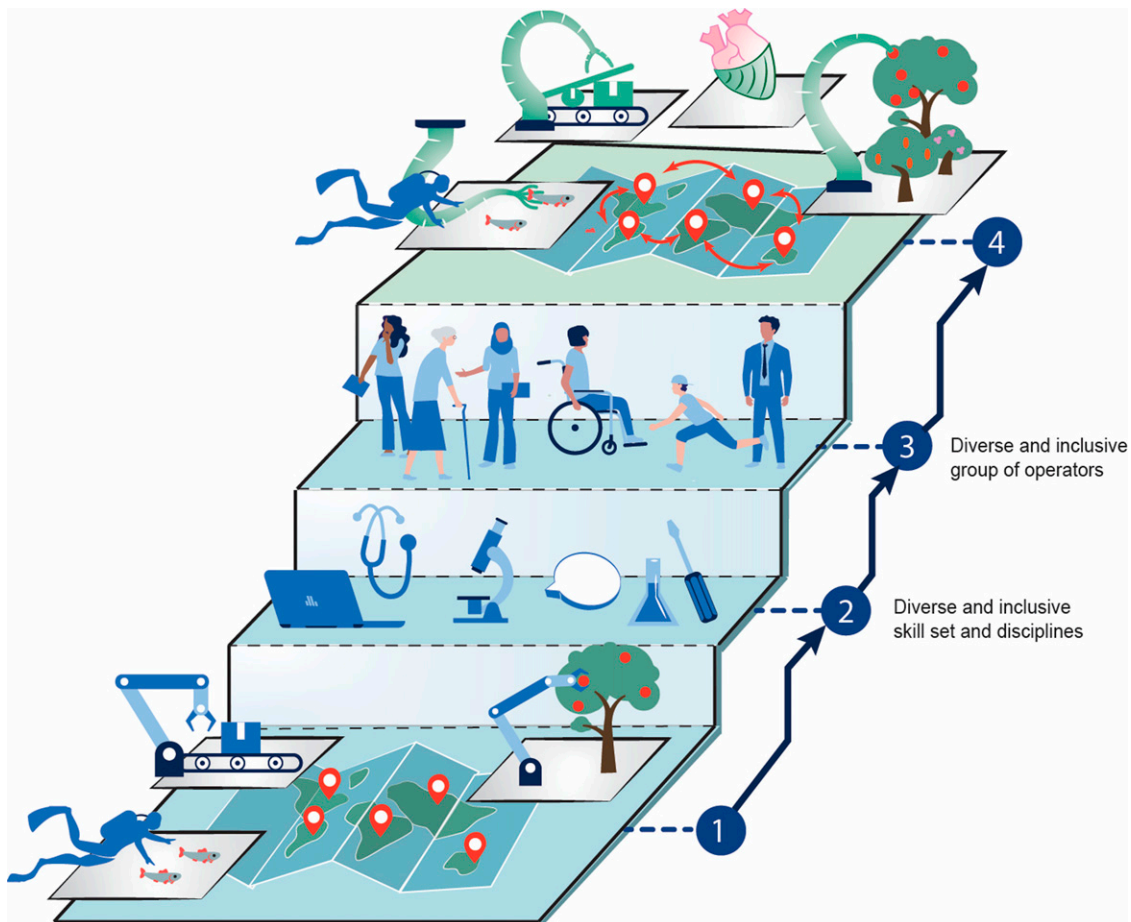 4
3
Diverse and inclusive
group of operators
2
Diverse and inclusive
skill set and disciplines
1